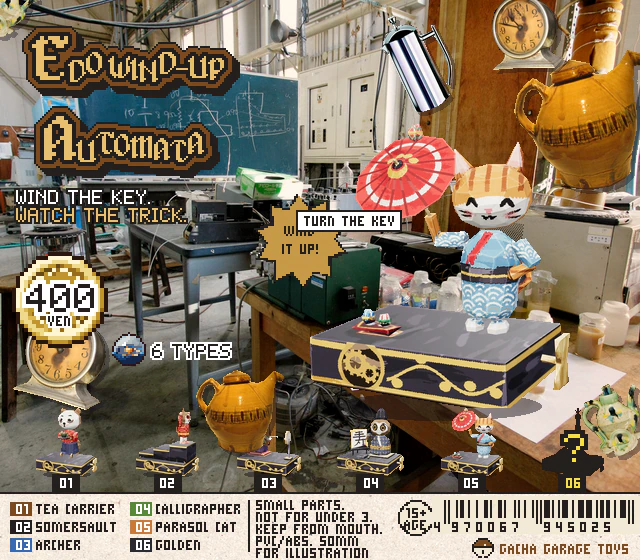 EDO WIND-UP
AUTOMATA
WIND THE KEY.
WATCH THE TRICK.
TURN THE KEY
IT UP!
400
YEN
6 TYPES
寿
?
01
02
03
04
05
06
01 TEA CARRIER
02 SOMERSAULT
03 ARCHER
04 CALLIGRAPHER
05 PARASOL CAT
06 GOLDEN
SMALL PARTS.
NOT FOR UNDER 3.
KEEP FROM MOUTH.
PVC/ABS. 50MM
FOR ILLUSTRATION
15+
AGE
4 970067 945025
GACHA GARAGE TOYS